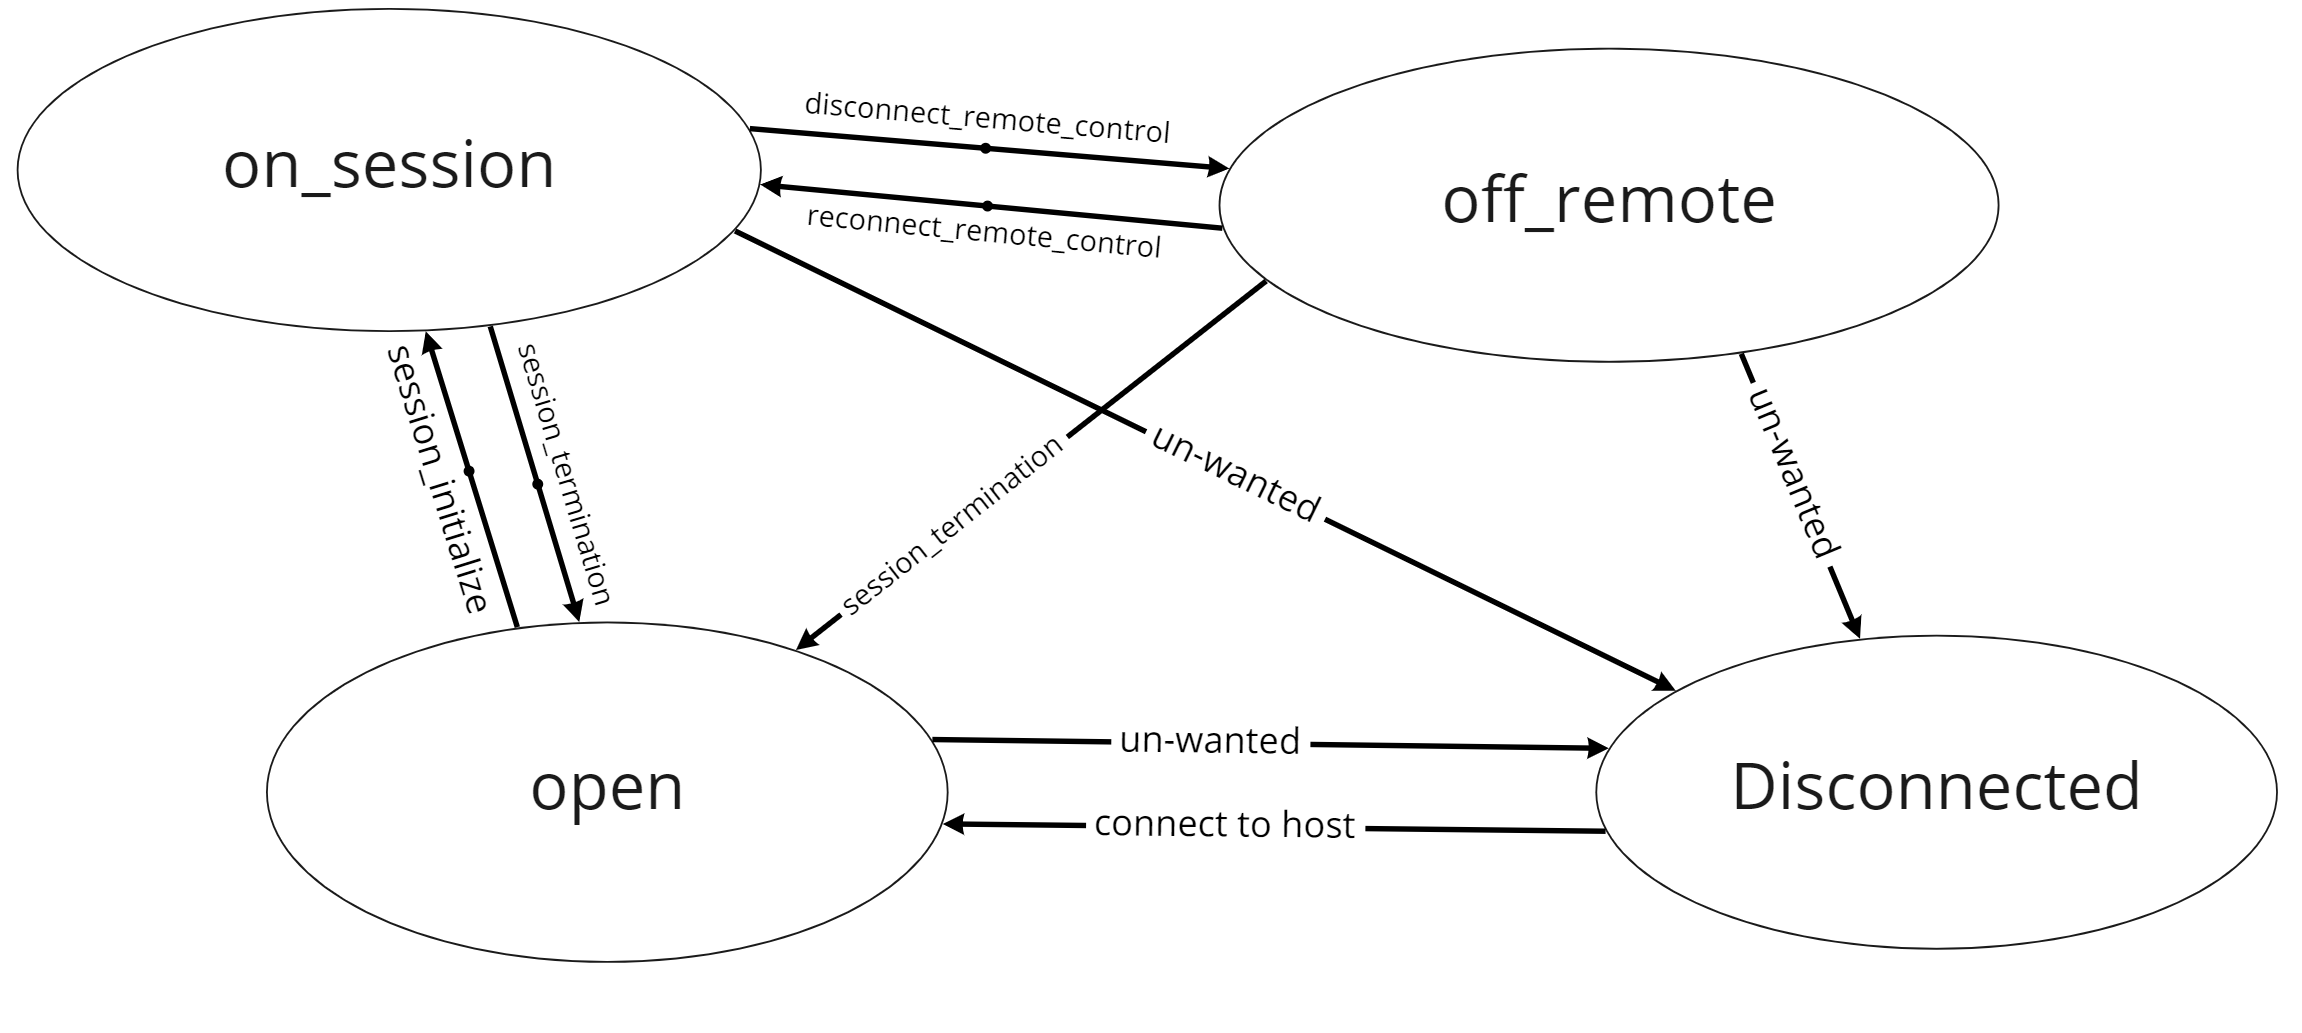 disconnect_remote_control
on_session
off_remote
reconnect_remote_control
session_initialize
session_termination
session_termination
un-wanted
un-wanted
un-wanted
open
Disconnected
connect to host